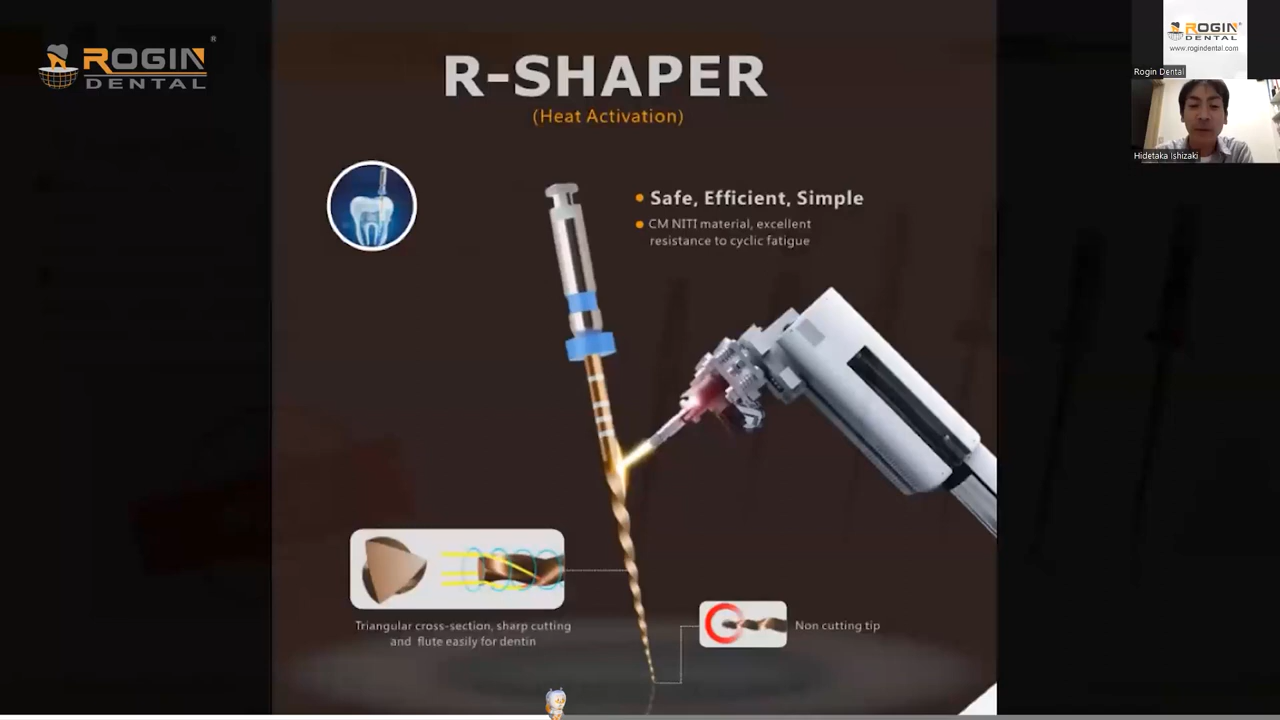 ROGIN®
DENTAL
R-SHAPER
(Heat Activation)
Safe, Efficient, Simple
CM NITI material, excellent
resistance to cyclic fatigue
Triangular cross-section, sharp cutting
and flute easily for dentin
Non cutting tip
ROGIN®
DENTAL
www.rogindental.com
Rogin Dental
Hidetaka Ishizaki